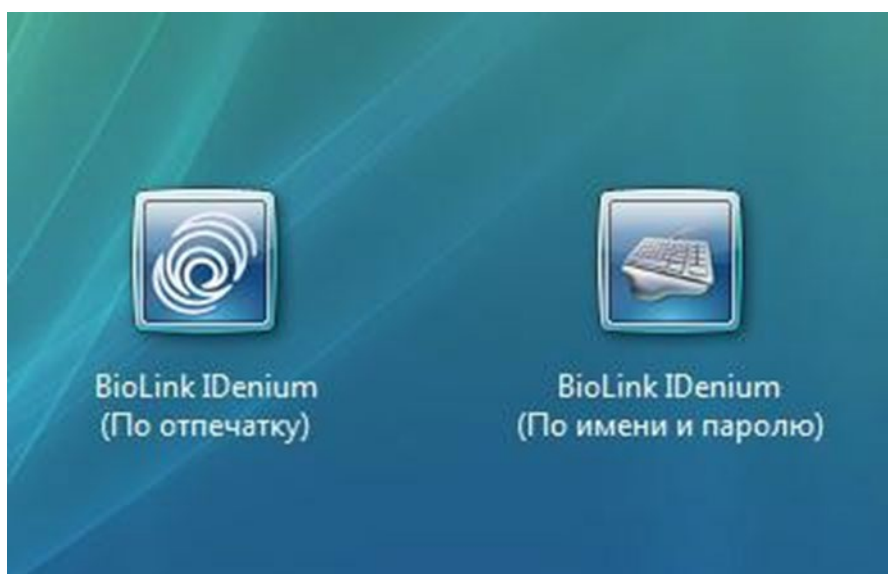 BioLink IDenium
(По отпечатку)
BioLink IDenium
(По имени и паролю)